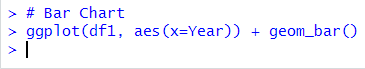 > # Bar Chart
> ggplot(df1, aes(x=Year)) + geom_bar()
>